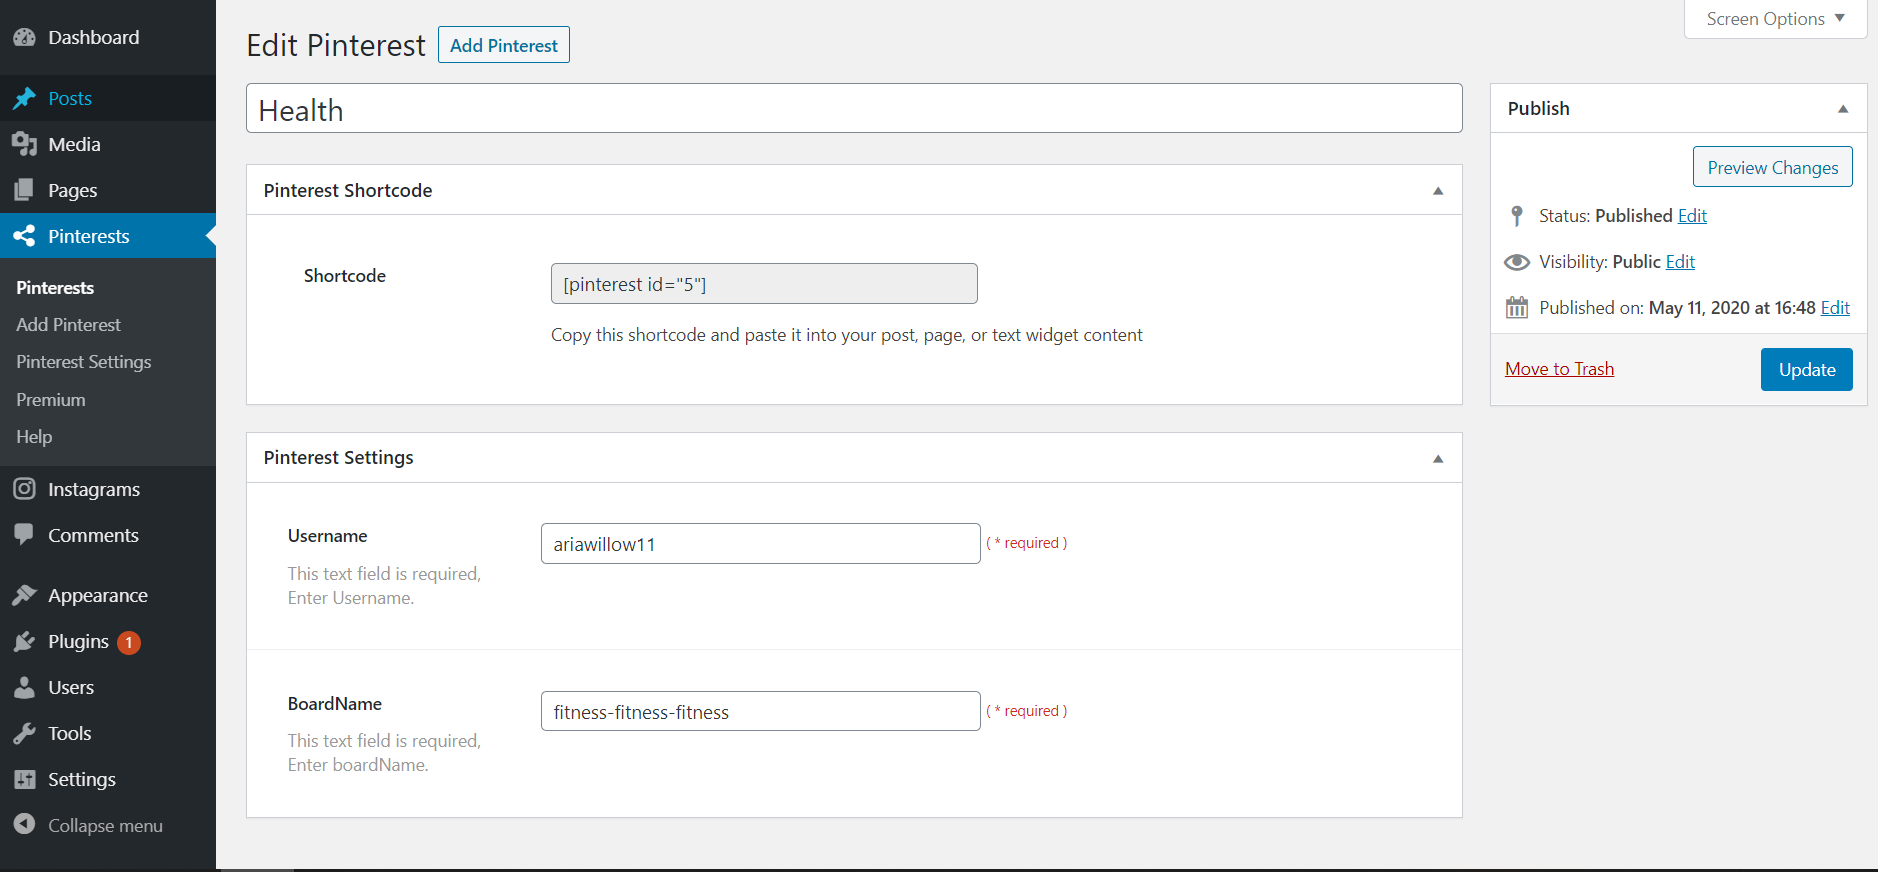 Dashboard
Posts
Media
Pages
Pinterests
Pinterests
Add Pinterest
Pinterest Settings
Premium
Help
Instagrams
Comments
Appearance
Plugins 1
Users
Tools
Settings
Collapse menu
Screen Options
Edit Pinterest Add Pinterest
Health
Pinterest Shortcode
Shortcode
[pinterest id="5"]
Copy this shortcode and paste it into your post, page, or text widget content
Pinterest Settings
Username
This text field is required,
Enter Username.
ariawillow11 ( * required )
BoardName
This text field is required,
Enter boardName.
fitness-fitness-fitness ( * required )
Publish
Preview Changes
Status: Published Edit
Visibility: Public Edit
Published on: May 11, 2020 at 16:48 Edit
Move to Trash Update